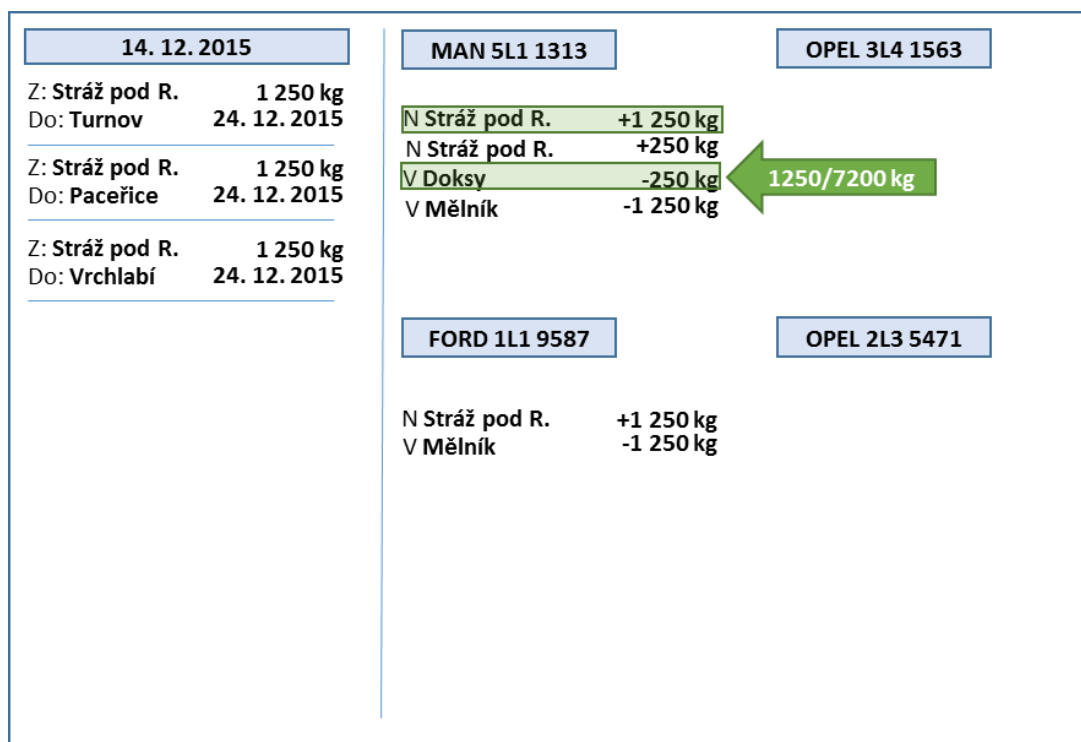 14. 12. 2015
Z: Stráž pod R. 1 250 kg
Do: Turnov 24. 12. 2015
Z: Stráž pod R. 1 250 kg
Do: Paceřice 24. 12. 2015
Z: Stráž pod R. 1 250 kg
Do: Vrchlabí 24. 12. 2015
MAN 5L1 1313
N Stráž pod R. +1 250 kg
N Stráž pod R. +250 kg
V Doksy -250 kg
V Mělník -1 250 kg
1250/7200 kg
OPEL 3L4 1563
FORD 1L1 9587
N Stráž pod R. +1 250 kg
V Mělník -1 250 kg
OPEL 2L3 5471